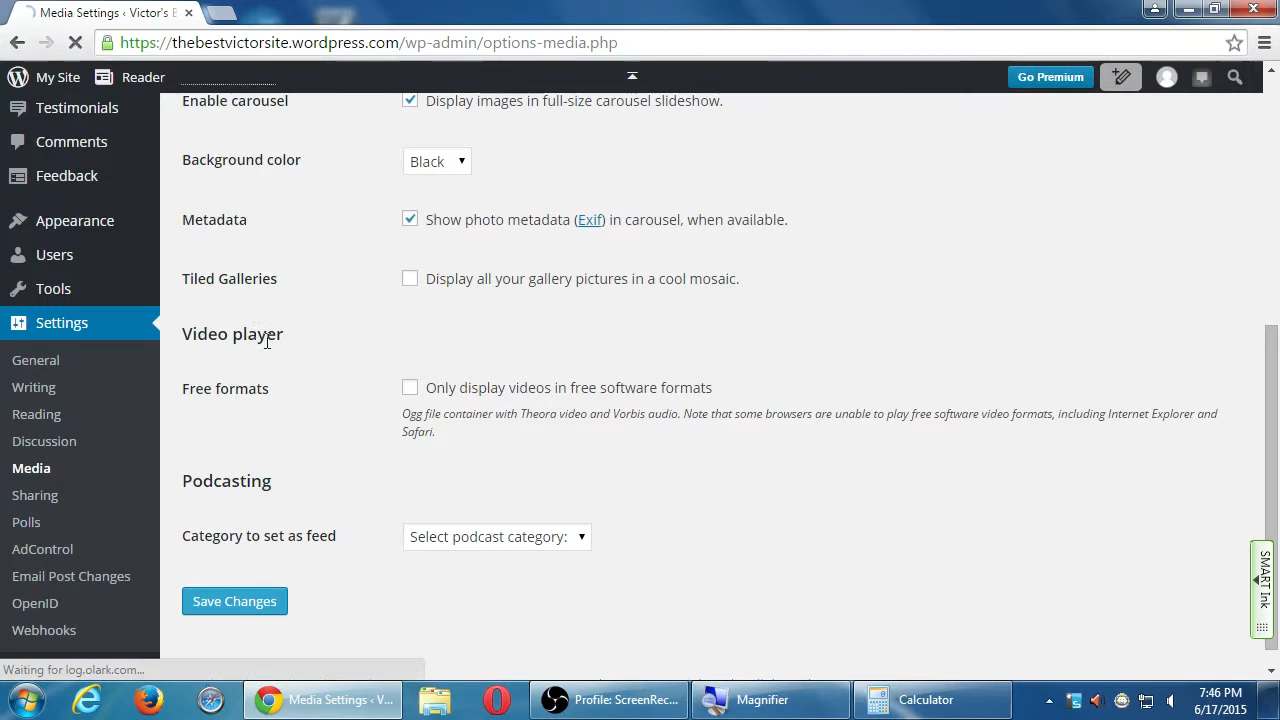 Media Settings ‹ Victor's B
https://thebestvictorsite.wordpress.com/wp-admin/options-media.php
My Site
Reader
Go Premium
Testimonials
Comments
Feedback
Appearance
Users
Tools
Settings
General
Writing
Reading
Discussion
Media
Sharing
Polls
AdControl
Email Post Changes
OpenID
Webhooks
Enable carousel
Display images in full-size carousel slideshow.
Background color
Black
Metadata
Show photo metadata (Exif) in carousel, when available.
Tiled Galleries
Display all your gallery pictures in a cool mosaic.
Video player
Free formats
Only display videos in free software formats
Ogg file container with Theora video and Vorbis audio. Note that some browsers are unable to play free software video formats, including Internet Explorer and
Safari.
Podcasting
Category to set as feed
Select podcast category:
Save Changes
SMART Ink
Waiting for log.olark.com...
Media Settings ‹ V...
Profile: ScreenRec...
Magnifier
Calculator
7:46 PM
6/17/2015